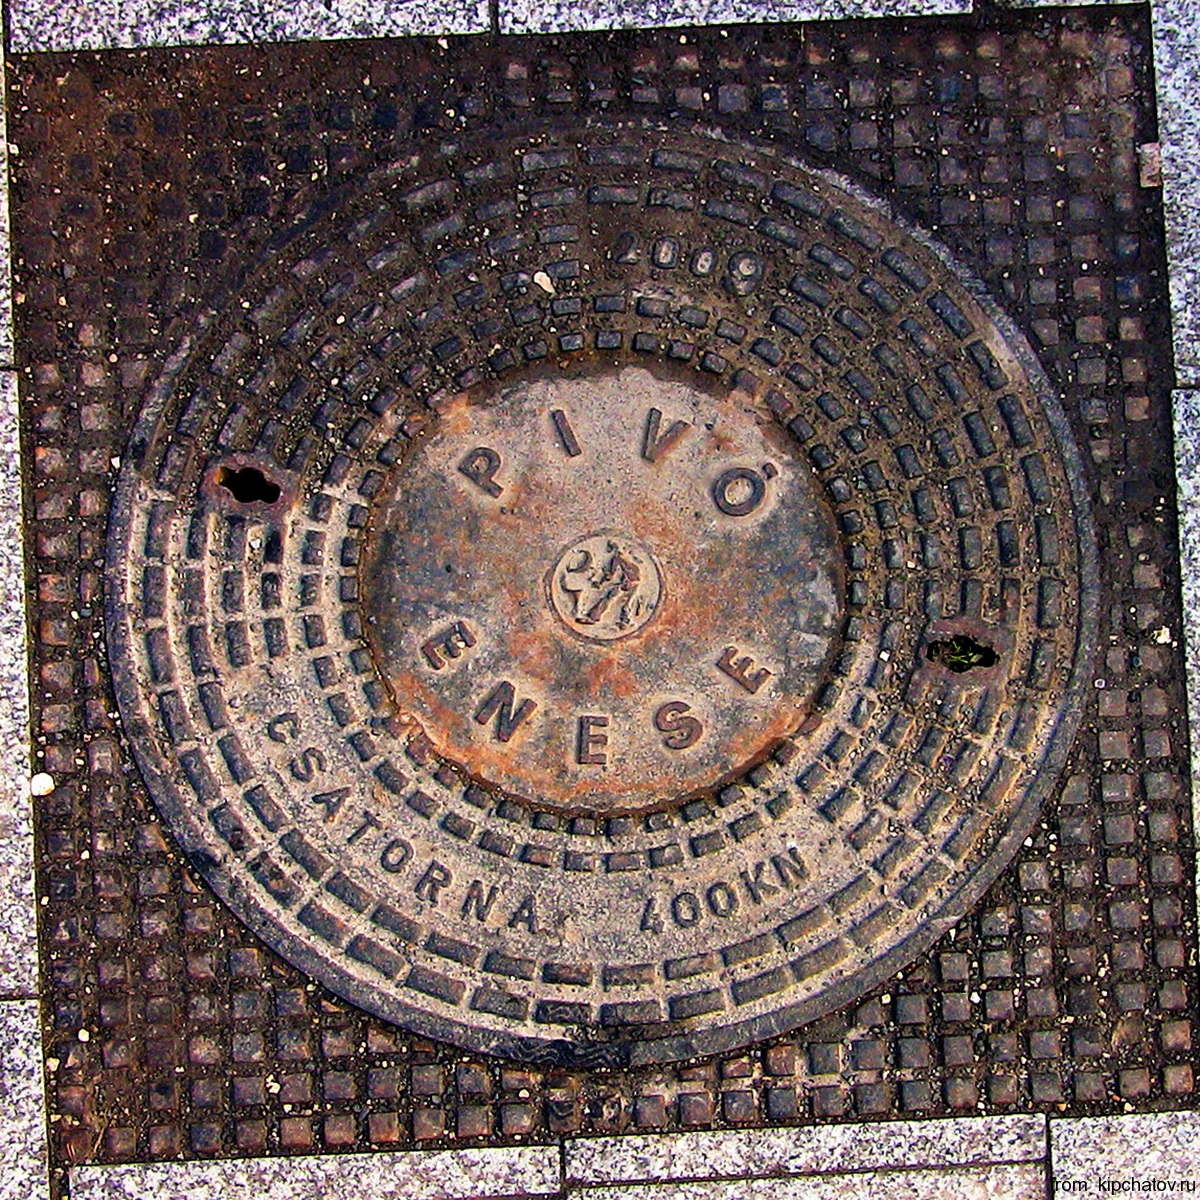 2009
PIVÓ
ENESE
CSATORNA 400KN
from kipchatov.ru